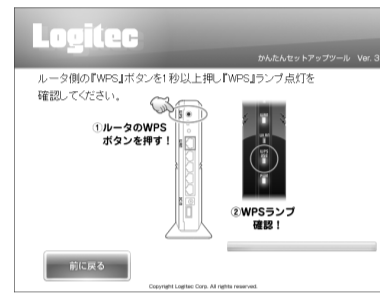 Logitec
かんたんセットアップツール Ver. 3
ルータ側の『WPS』ボタンを1秒以上押し『WPS』ランプ点灯を
確認してください。
①ルータのWPS
ボタンを押す！
②WPSランプ
確認！
前に戻る
Copyright Logitec Corp. All rights reserved.